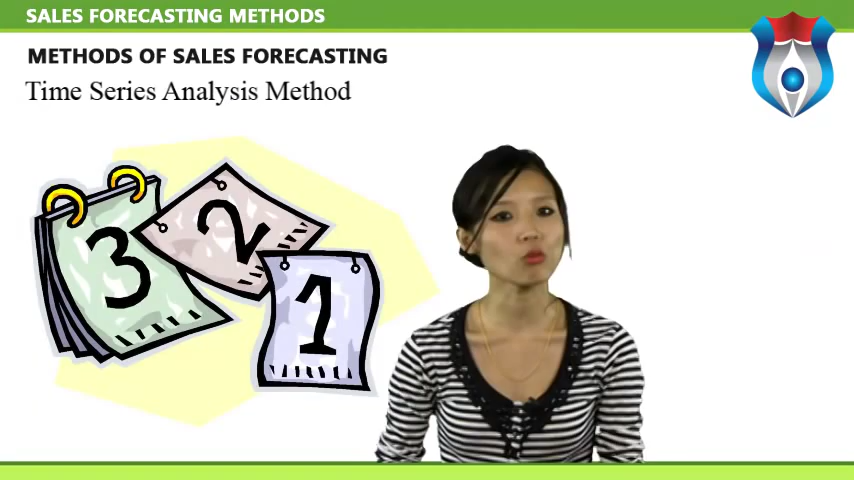 SALES FORECASTING METHODS
METHODS OF SALES FORECASTING
Time Series Analysis Method
3
2
1